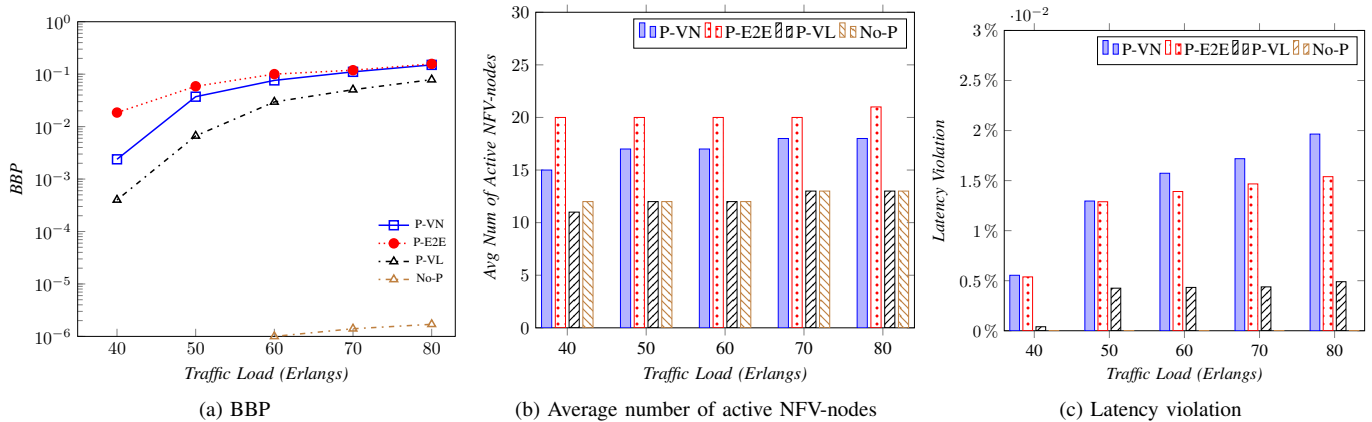 10^0
10^−1
10^−2
10^−3
10^−4
10^−5
10^−6
BBP
P-VN
P-E2E
P-VL
No-P
40 50 60 70 80
Traffic Load (Erlangs)
(a) BBP
30
25
20
15
10
5
0
Avg Num of Active NFV-nodes
P-VN P-E2E P-VL No-P
40 50 60 70 80
Traffic Load (Erlangs)
(b) Average number of active NFV-nodes
·10^−2
3 %
2.5 %
2 %
1.5 %
1 %
0.5 %
0 %
Latency Violation
P-VN P-E2E P-VL No-P
40 50 60 70 80
Traffic Load (Erlangs)
(c) Latency violation